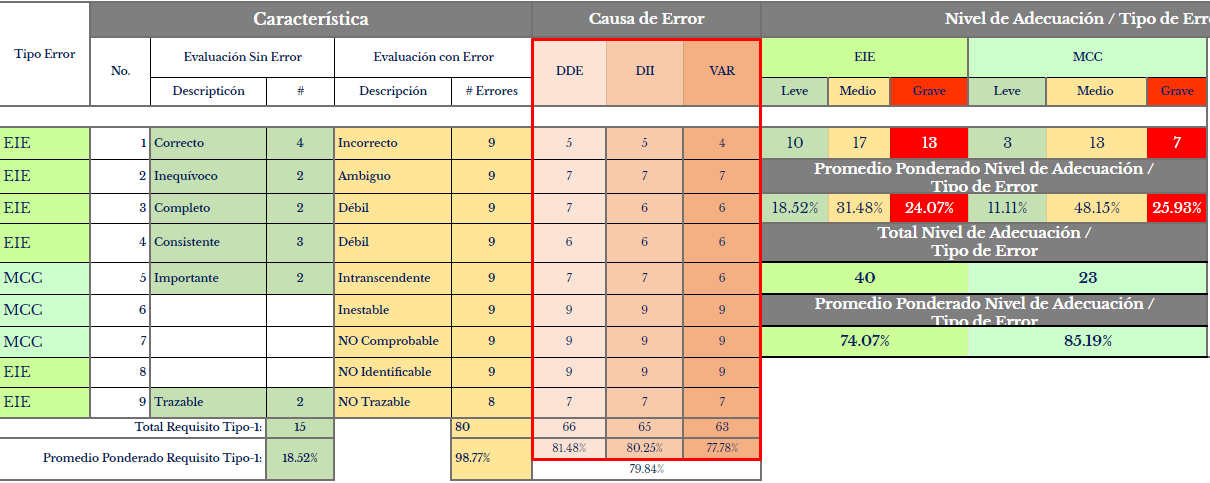 Característica Causa de Error Nivel de Adecuación / Tipo de Erro
Tipo Error No. Evaluación Sin Error Evaluación con Error DDE DII VAR EIE MCC
Descripticón # Descripción # Errores Leve Medio Grave Leve Medio Grave
EIE 1 Correcto 4 Incorrecto 9 5 5 4 10 17 13 3 13 7
EIE 2 Inequívoco 2 Ambiguo 9 7 7 7 Promedio Ponderado Nivel de Adecuación /
Tipo de Error
EIE 3 Completo 2 Débil 9 7 6 6 18.52% 31.48% 24.07% 11.11% 48.15% 25.93%
EIE 4 Consistente 3 Débil 9 6 6 6 Total Nivel de Adecuación /
Tipo de Error
MCC 5 Importante 2 Intranscendente 9 7 7 6 40 23
MCC 6 Inestable 9 9 9 9 Promedio Ponderado Nivel de Adecuación /
Tipo de Error
MCC 7 NO Comprobable 9 9 9 9 74.07% 85.19%
EIE 8 NO Identificable 9 9 9 9
EIE 9 Trazable 2 NO Trazable 8 7 7 7
Total Requisito Tipo-1: 15 80 66 65 63
Promedio Ponderado Requisito Tipo-1: 18.52% 98.77% 81.48% 80.25% 77.78%
79.84%